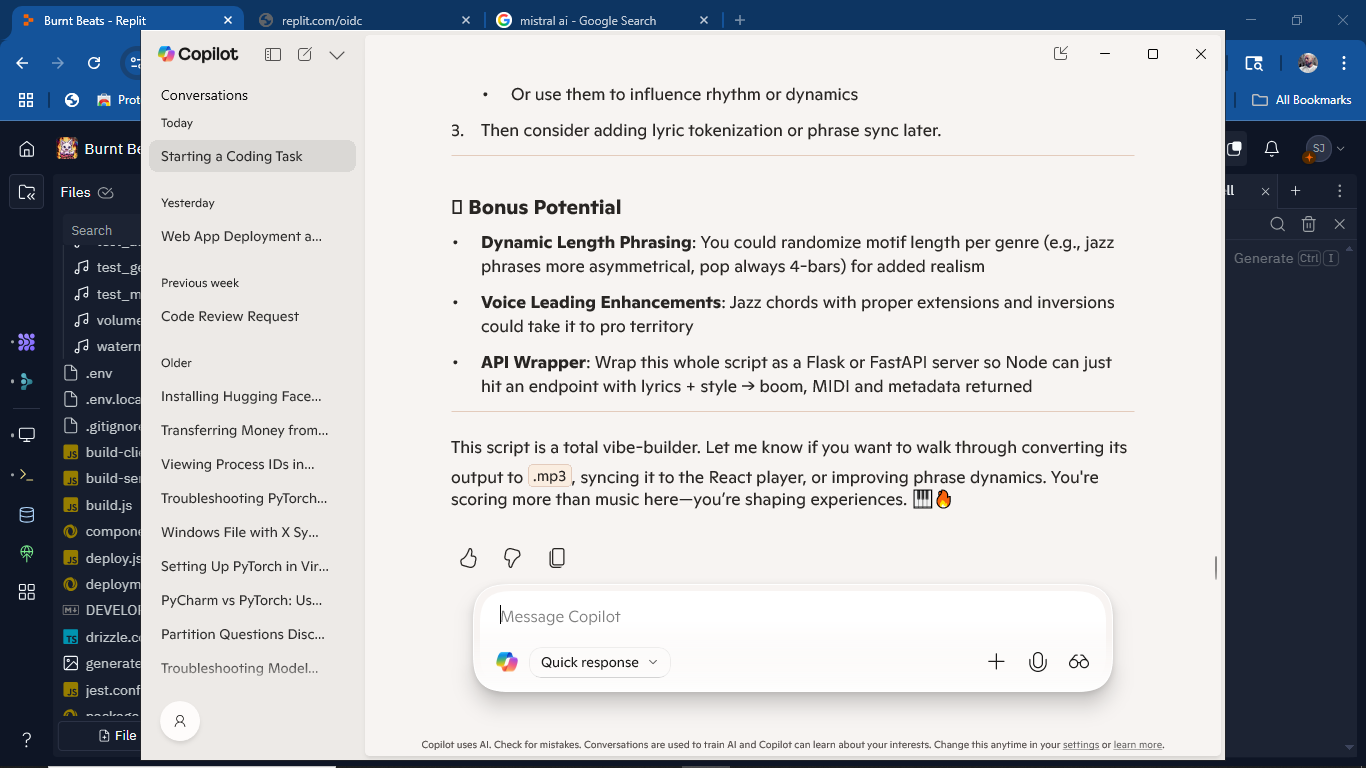 Burnt Beats - Replit
replit.com/oidc
mistral ai - Google Search
Prot
All Bookmarks
Copilot
Conversations
Today
Starting a Coding Task
Yesterday
Web App Deployment a...
Previous week
Code Review Request
Older
Installing Hugging Face...
Transferring Money from...
Viewing Process IDs in...
Troubleshooting PyTorch...
Windows File with X Sy...
Setting Up PyTorch in Vir...
PyCharm vs PyTorch: Us...
Partition Questions Disc...
Troubleshooting Model...
• Or use them to influence rhythm or dynamics
3. Then consider adding lyric tokenization or phrase sync later.
Bonus Potential
• Dynamic Length Phrasing: You could randomize motif length per genre (e.g., jazz
phrases more asymmetrical, pop always 4-bars) for added realism
• Voice Leading Enhancements: Jazz chords with proper extensions and inversions
could take it to pro territory
• API Wrapper: Wrap this whole script as a Flask or FastAPI server so Node can just
hit an endpoint with lyrics + style → boom, MIDI and metadata returned
This script is a total vibe-builder. Let me know if you want to walk through converting its
output to .mp3, syncing it to the React player, or improving phrase dynamics. You're
scoring more than music here—you're shaping experiences. 🎹🔥
Message Copilot
Quick response
Copilot uses AI. Check for mistakes. Conversations are used to train AI and Copilot can learn about your interests. Change this anytime in your settings or learn more.
Burnt Be
Files
Search
test_ge
test_m
volume
watern
.env
.env.loca
.gitignor
build-cli
build-se
build.js
compone
deploy.js
deploym
DEVELO
drizzle.c
generate
jest.conf
package
File
SJ
ll
Generate Ctrl I